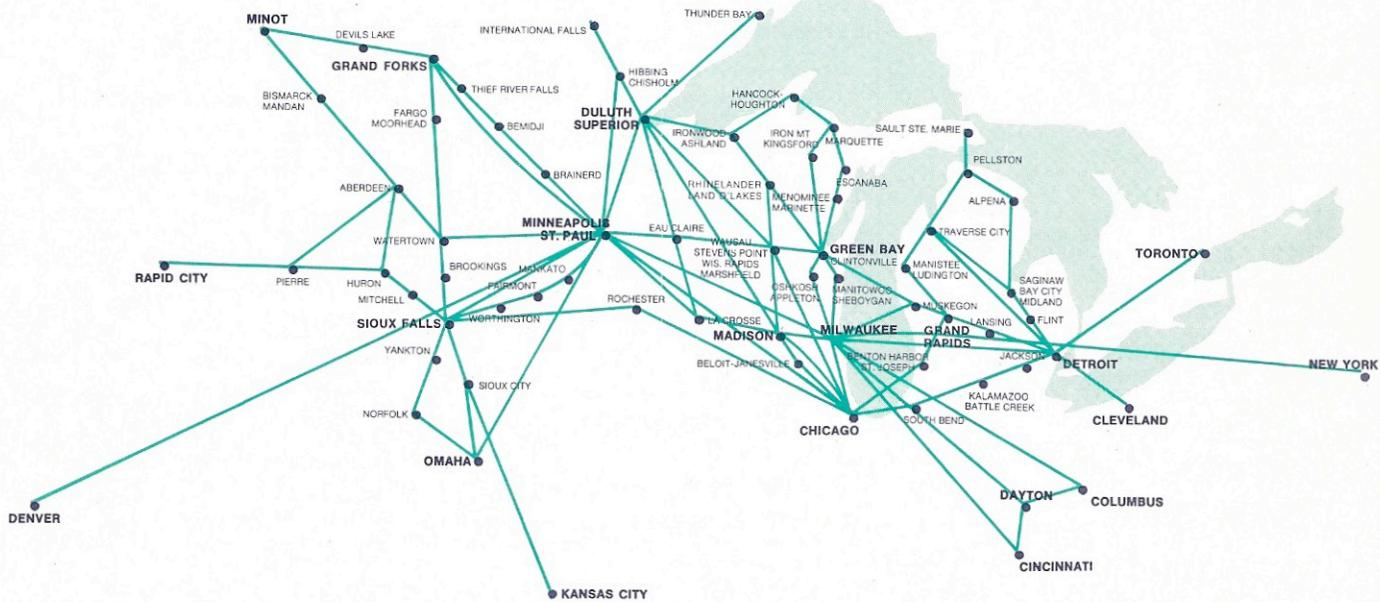 THUNDER BAY
MINOT
INTERNATIONAL FALLS
DEVILS LAKE
GRAND FORKS
HIBBING
CHISHOLM
THIEF RIVER FALLS
BISMARCK
MANDAN
HANCOCK-
HOUGHTON
FARGO
MOORHEAD
DULUTH
SUPERIOR
BEMIDJI
IRONWOOD
ASHLAND
IRON MT
KINGSFORD
MARQUETTE
SAULT STE. MARIE
PELLSTON
BRAINERD
ABERDEEN
RHINELANDER
LAND O'LAKES
ESCANABA
MENOMINEE
MARINETTE
ALPENA
MINNEAPOLIS
ST. PAUL
EAU CLAIRE
TRAVERSE CITY
WATERTOWN
WAUSAU
STEVENS POINT
WIS. RAPIDS
MARSHFIELD
GREEN BAY
CLINTONVILLE
TORONTO
RAPID CITY
PIERRE
HURON
BROOKINGS
MANKATO
MANISTEE
LUDINGTON
FAIRMONT
OSHKOSH
APPLETON
MANITOWOC
SHEBOYGAN
SAGINAW
BAY CITY
MIDLAND
MITCHELL
ROCHESTER
MUSKEGON
WORTHINGTON
SIOUX FALLS
LA CROSSE
MADISON
MILWAUKEE
GRAND
RAPIDS
LANSING
FLINT
YANKTON
BELOIT-JANESVILLE
BENTON HARBOR
ST. JOSEPH
JACKSON
DETROIT
NEW YORK
SIOUX CITY
KALAMAZOO
BATTLE CREEK
NORFOLK
CHICAGO
SOUTH BEND
CLEVELAND
OMAHA
DAYTON
COLUMBUS
DENVER
CINCINNATI
KANSAS CITY